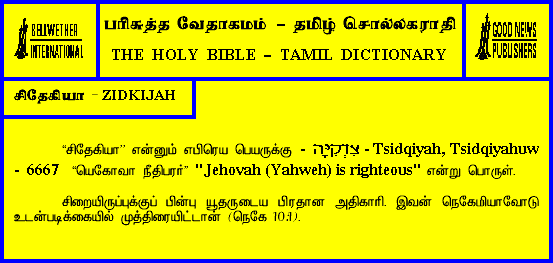 BELLWETHER
INTERNATIONAL
பரிசுத்த வேதாகமம் - தமிழ் சொல்லகராதி
THE HOLY BIBLE - TAMIL DICTIONARY
GOOD NEWS
PUBLISHERS
சிதேகியா - ZIDKIJAH
“சிதேகியா” என்னும் எபிரெய பெயருக்கு - צִדְקִיָּה - Tsidqiyah, Tsidqiyahuw
- 6667 “யெகோவா நீதிபரர்” "Jehovah (Yahweh) is righteous" என்று பொருள்.
சிறையிருப்புக்குப் பின்பு யூதருடைய பிரதான அதிகாரி. இவன் நெகேமியாவோடு
உடன்படிக்கையில் முத்திரையிட்டான் (நெகே 10:1).